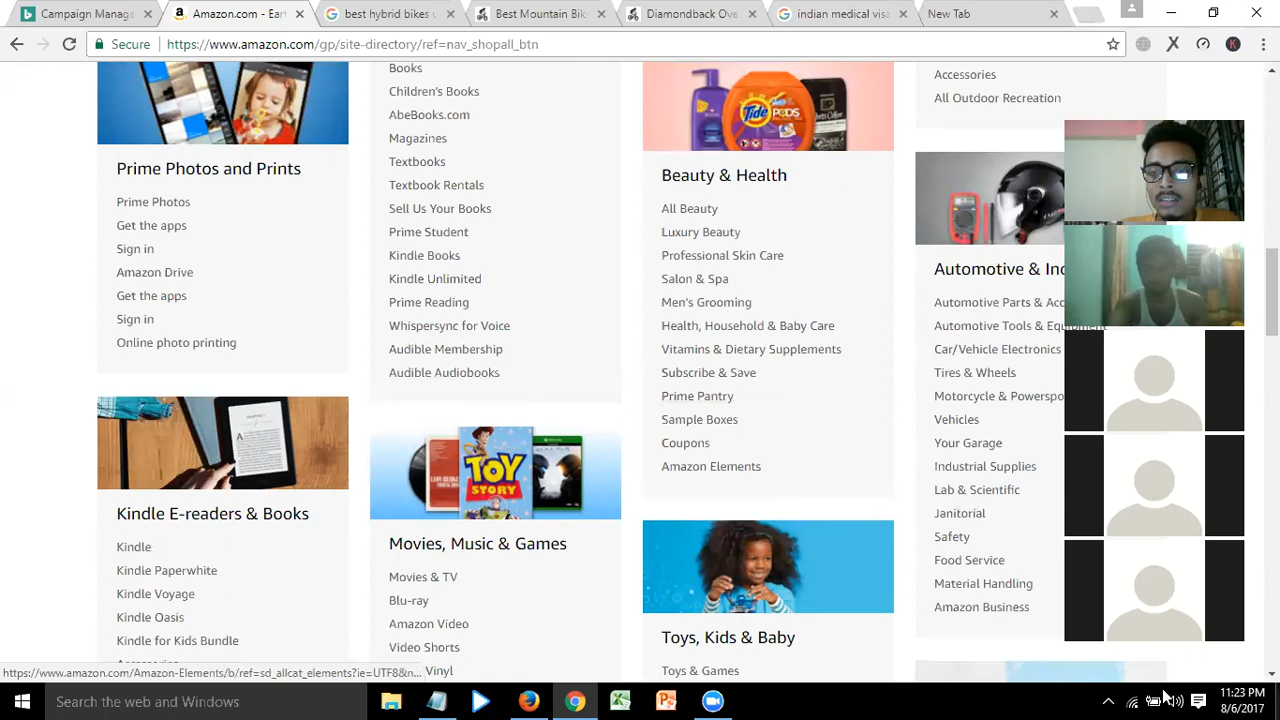 Campaign Manage
Amazon.com - Eart
best hybrid bikes u
Best Mountain Bik
Diamondback Ove
indian medical visa
New Tab
Secure
https://www.amazon.com/gp/site-directory/ref=nav_shopall_btn
Prime Photos and Prints
Prime Photos
Get the apps
Sign in
Amazon Drive
Get the apps
Sign in
Online photo printing
Kindle E-readers & Books
Kindle
Kindle Paperwhite
Kindle Voyage
Kindle Oasis
Kindle for Kids Bundle
Books
Children's Books
AbeBooks.com
Magazines
Textbooks
Textbook Rentals
Sell Us Your Books
Prime Student
Kindle Books
Kindle Unlimited
Prime Reading
Whispersync for Voice
Audible Membership
Audible Audiobooks
TOY
STORY
Movies, Music & Games
Movies & TV
Blu-ray
Amazon Video
Video Shorts
Vinyl
Tide
PODS
Beauty & Health
All Beauty
Luxury Beauty
Professional Skin Care
Salon & Spa
Men's Grooming
Health, Household & Baby Care
Vitamins & Dietary Supplements
Subscribe & Save
Prime Pantry
Sample Boxes
Coupons
Amazon Elements
Toys, Kids & Baby
Toys & Games
Accessories
All Outdoor Recreation
Automotive & Ind
Automotive Parts & Acc
Automotive Tools & Equipment
Car/Vehicle Electronics
Tires & Wheels
Motorcycle & Powerspo
Vehicles
Your Garage
Industrial Supplies
Lab & Scientific
Janitorial
Safety
Food Service
Material Handling
Amazon Business
https://www.amazon.com/Amazon-Elements/b/ref=sd_allcat_elements?ie=UTF8&n...
Search the web and Windows
11:23 PM
8/6/2017